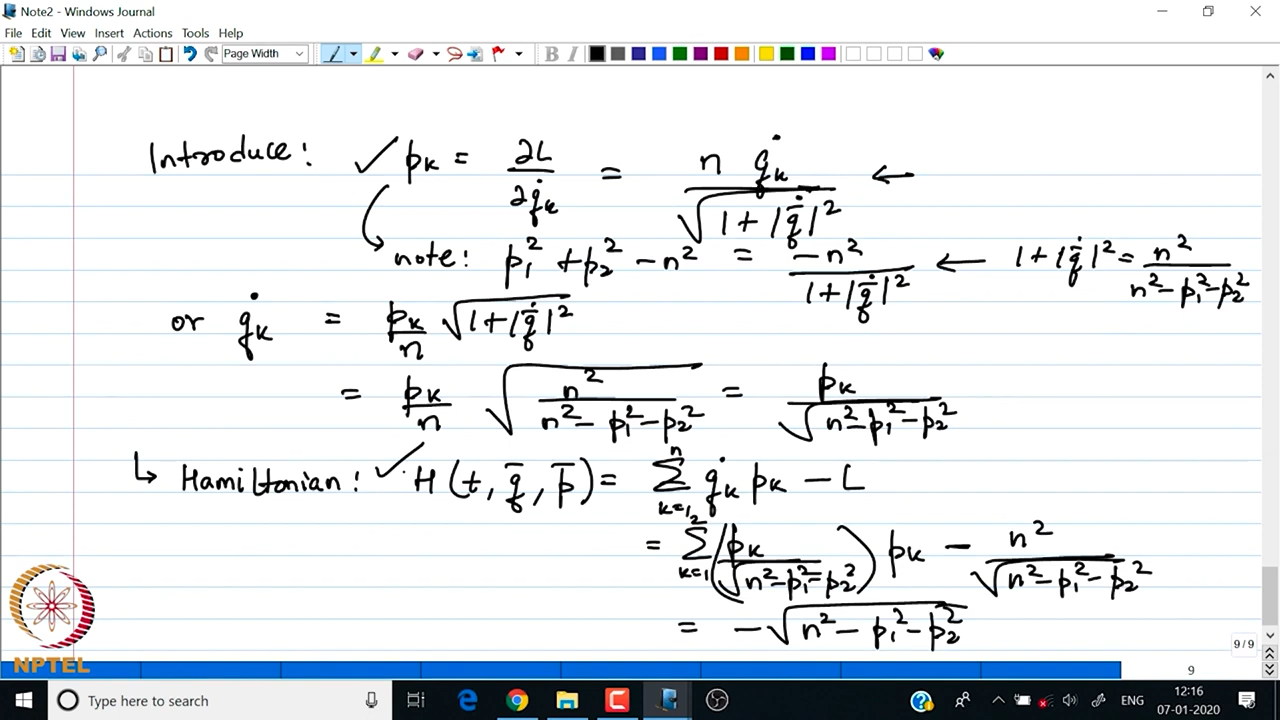 Note2 - Windows Journal
File Edit View Insert Actions Tools Help
Page Width
B I
Introduce: ✓ pₖ = ∂L/∂q̇ₖ = n q̇ₖ / √(1+|q̄̇|²) ←
note: p₁² + p₂² - n² = -n² / (1+|q̄̇|²) ← 1+|q̄̇|² = n² / (n² - p₁² - p₂²)
or q̇ₖ = pₖ/n √(1+|q̄̇|²)
= pₖ/n √(n² / (n² - p₁² - p₂²)) = pₖ / √(n² - p₁² - p₂²)
↳ Hamiltonian: ✓ H(t, q̄, p̄) = Σₖ₌₁ⁿ q̇ₖ pₖ - L
= Σₖ₌₁² (pₖ / √(n² - p₁² - p₂²)) pₖ - n² / √(n² - p₁² - p₂²)
= -√(n² - p₁² - p₂²)
NPTEL
9/9
9
Type here to search
ENG
12:16
07-01-2020